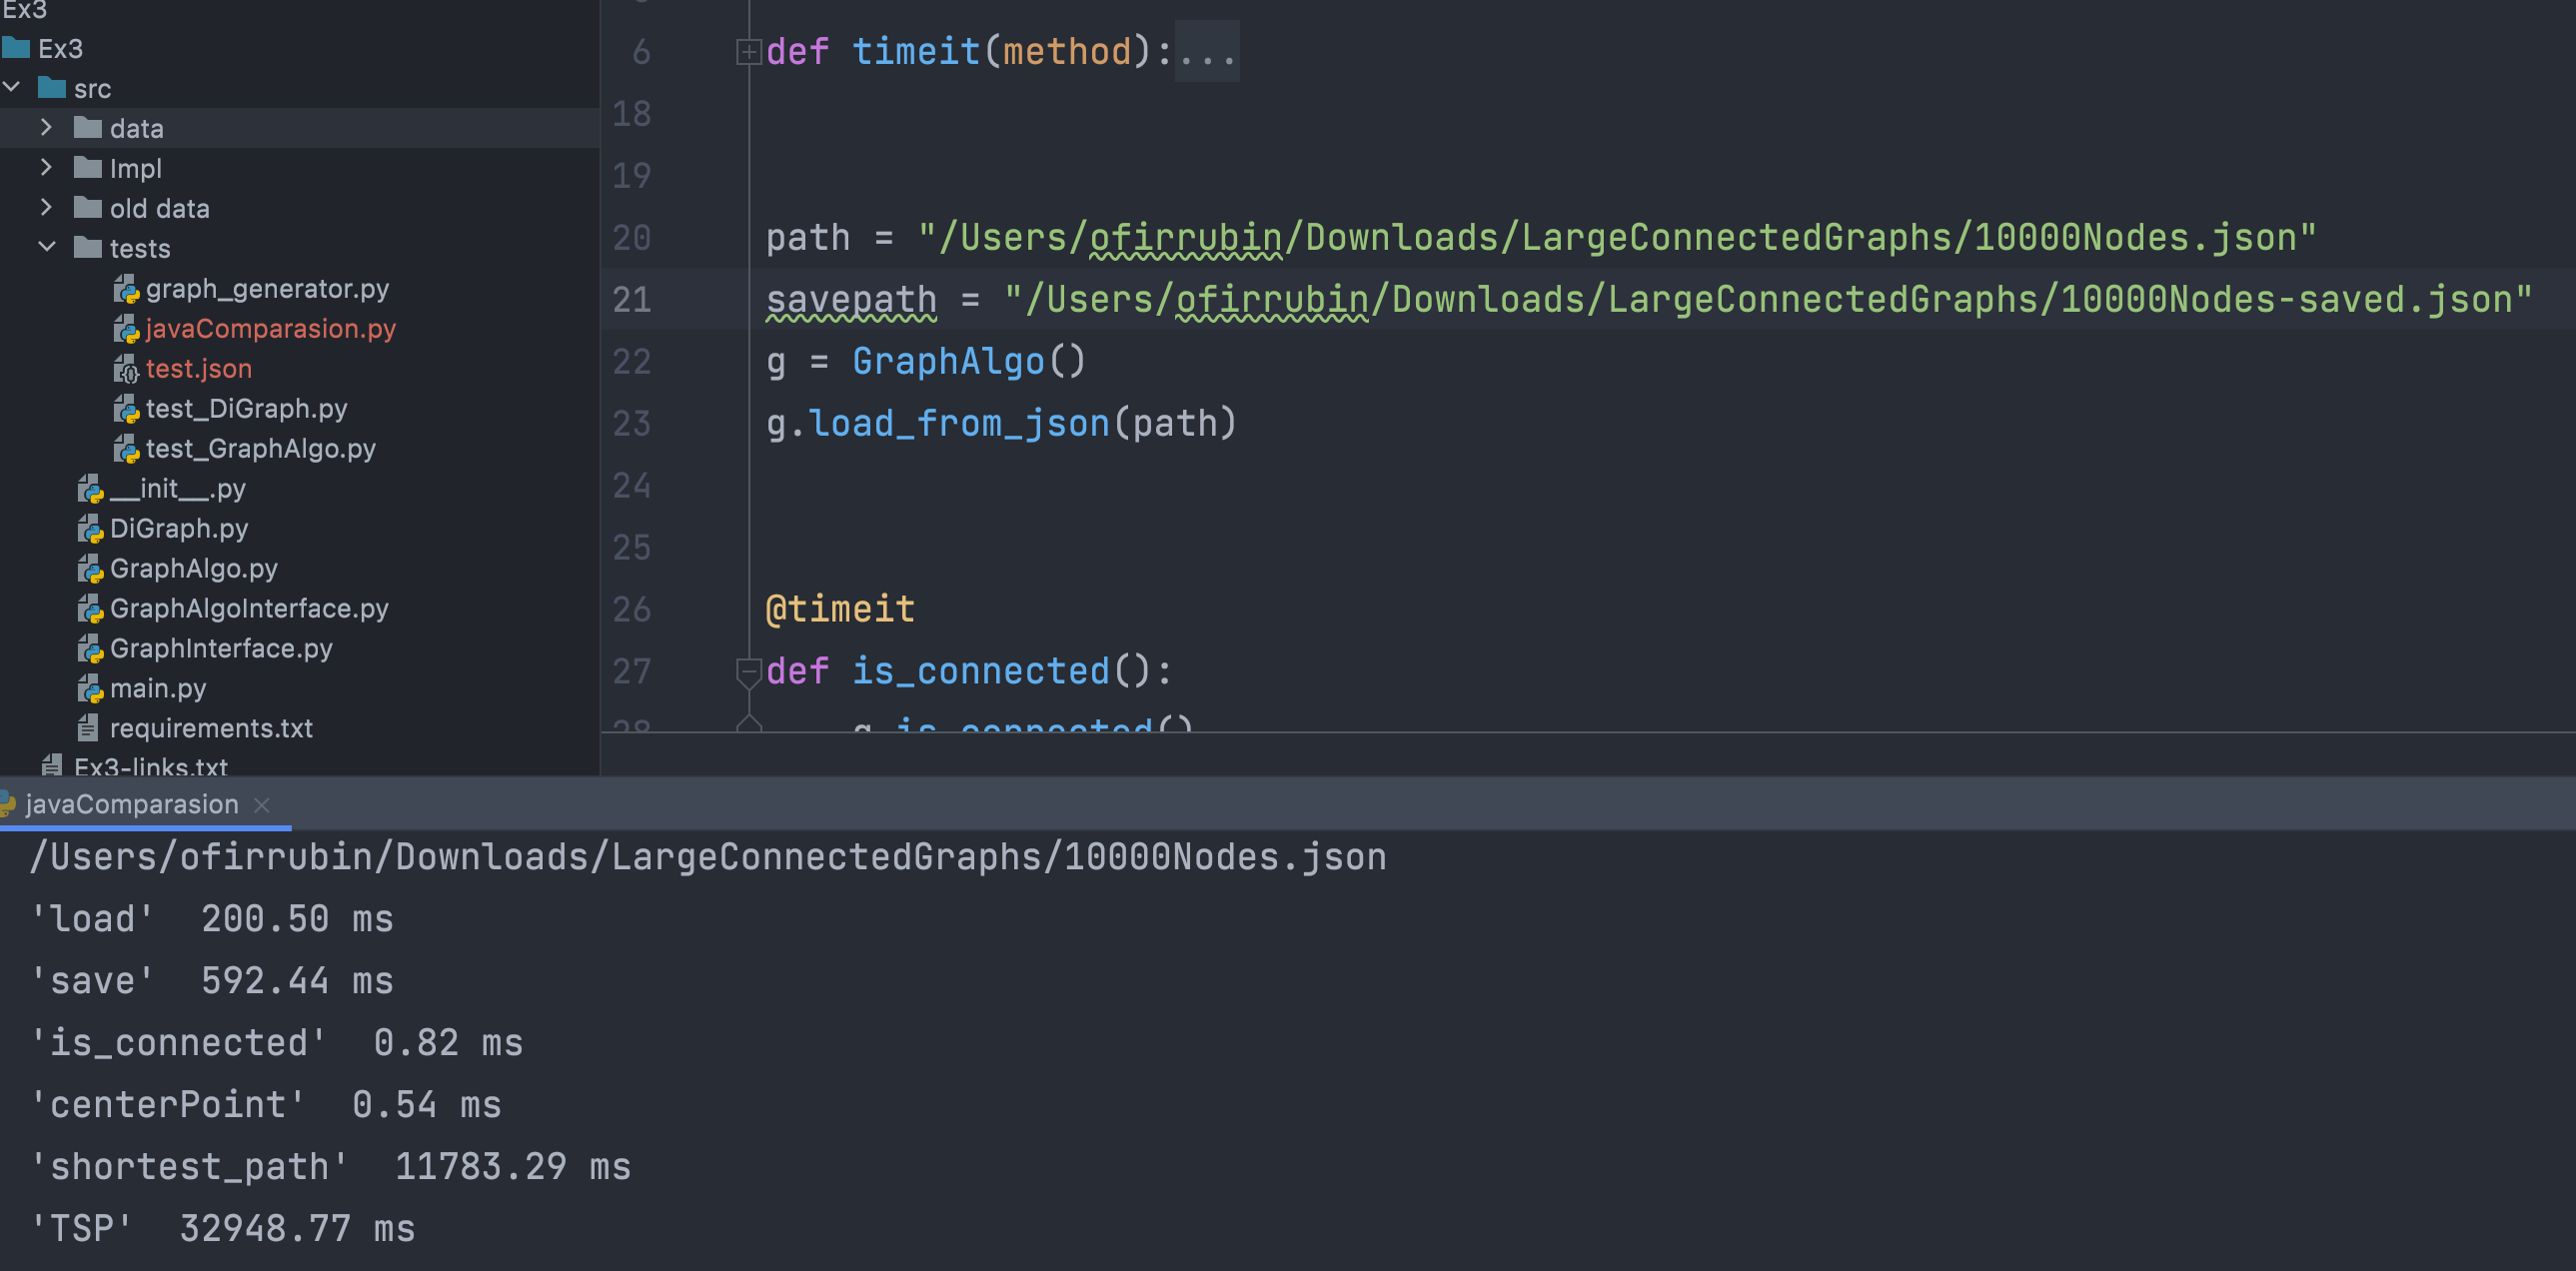 Ex3
Ex3
src
data
Impl
old data
tests
graph_generator.py
javaComparasion.py
test.json
test_DiGraph.py
test_GraphAlgo.py
__init__.py
DiGraph.py
GraphAlgo.py
GraphAlgoInterface.py
GraphInterface.py
main.py
requirements.txt
Ex3-links.txt
6 def timeit(method):...
18
19
20 path = "/Users/ofirrubin/Downloads/LargeConnectedGraphs/10000Nodes.json"
21 savepath = "/Users/ofirrubin/Downloads/LargeConnectedGraphs/10000Nodes-saved.json"
22 g = GraphAlgo()
23 g.load_from_json(path)
24
25
26 @timeit
27 def is_connected():
28 g.is_connected()
javaComparasion
/Users/ofirrubin/Downloads/LargeConnectedGraphs/10000Nodes.json
'load'  200.50 ms
'save'  592.44 ms
'is_connected'  0.82 ms
'centerPoint'  0.54 ms
'shortest_path'  11783.29 ms
'TSP'  32948.77 ms